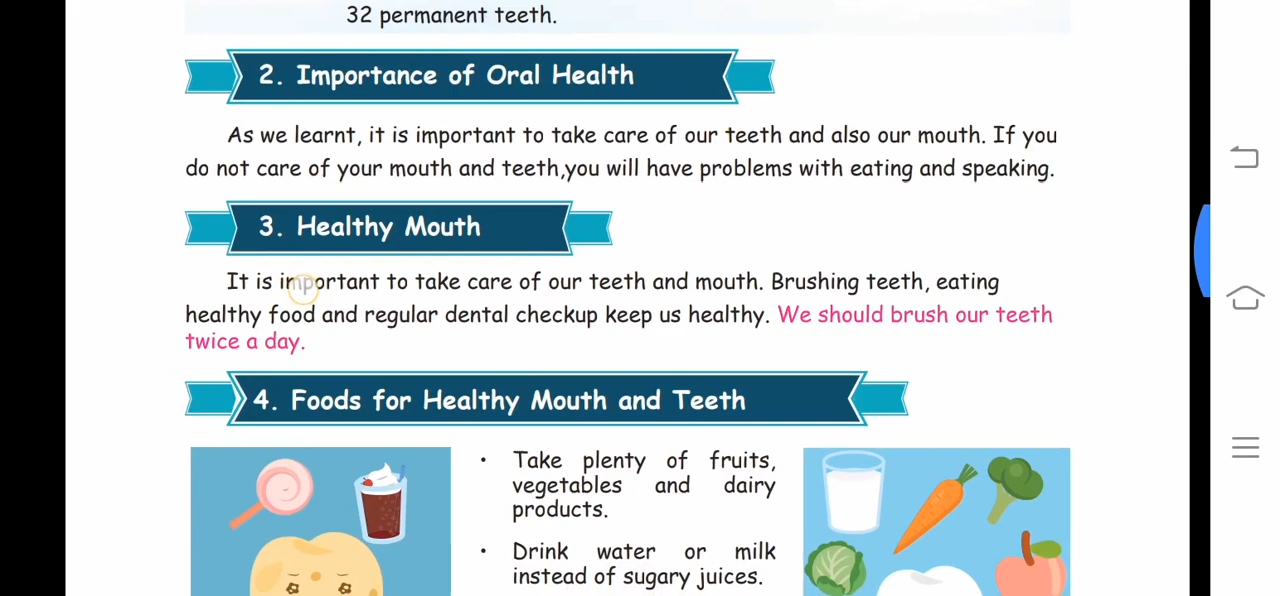 32 permanent teeth.
2. Importance of Oral Health
As we learnt, it is important to take care of our teeth and also our mouth. If you
do not care of your mouth and teeth,you will have problems with eating and speaking.
3. Healthy Mouth
It is important to take care of our teeth and mouth. Brushing teeth, eating
healthy food and regular dental checkup keep us healthy. We should brush our teeth
twice a day.
4. Foods for Healthy Mouth and Teeth
• Take plenty of fruits,
vegetables and dairy
products.
• Drink water or milk
instead of sugary juices.